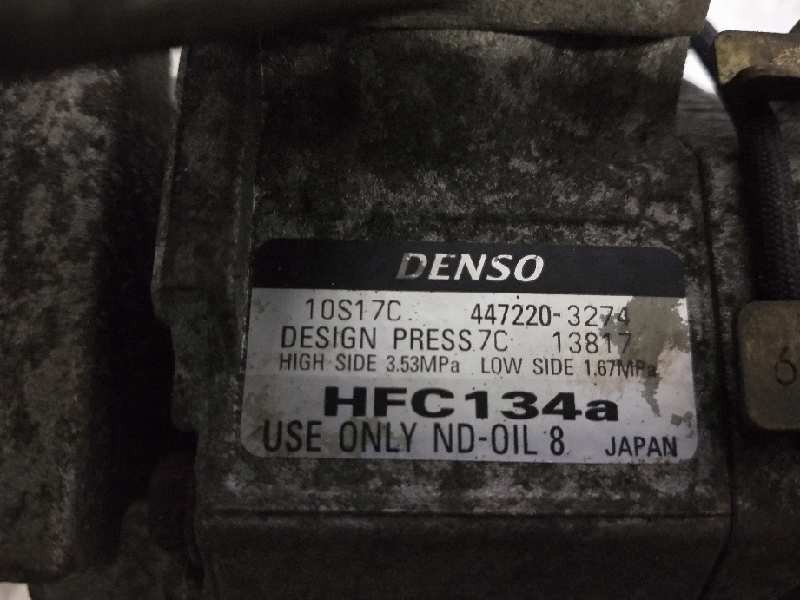 DENSO
10S17C 447220-3274
DESIGN PRESS 7C 13817
HIGH SIDE 3.53MPa LOW SIDE 1.67MPa
HFC134a
USE ONLY ND-OIL 8 JAPAN
6